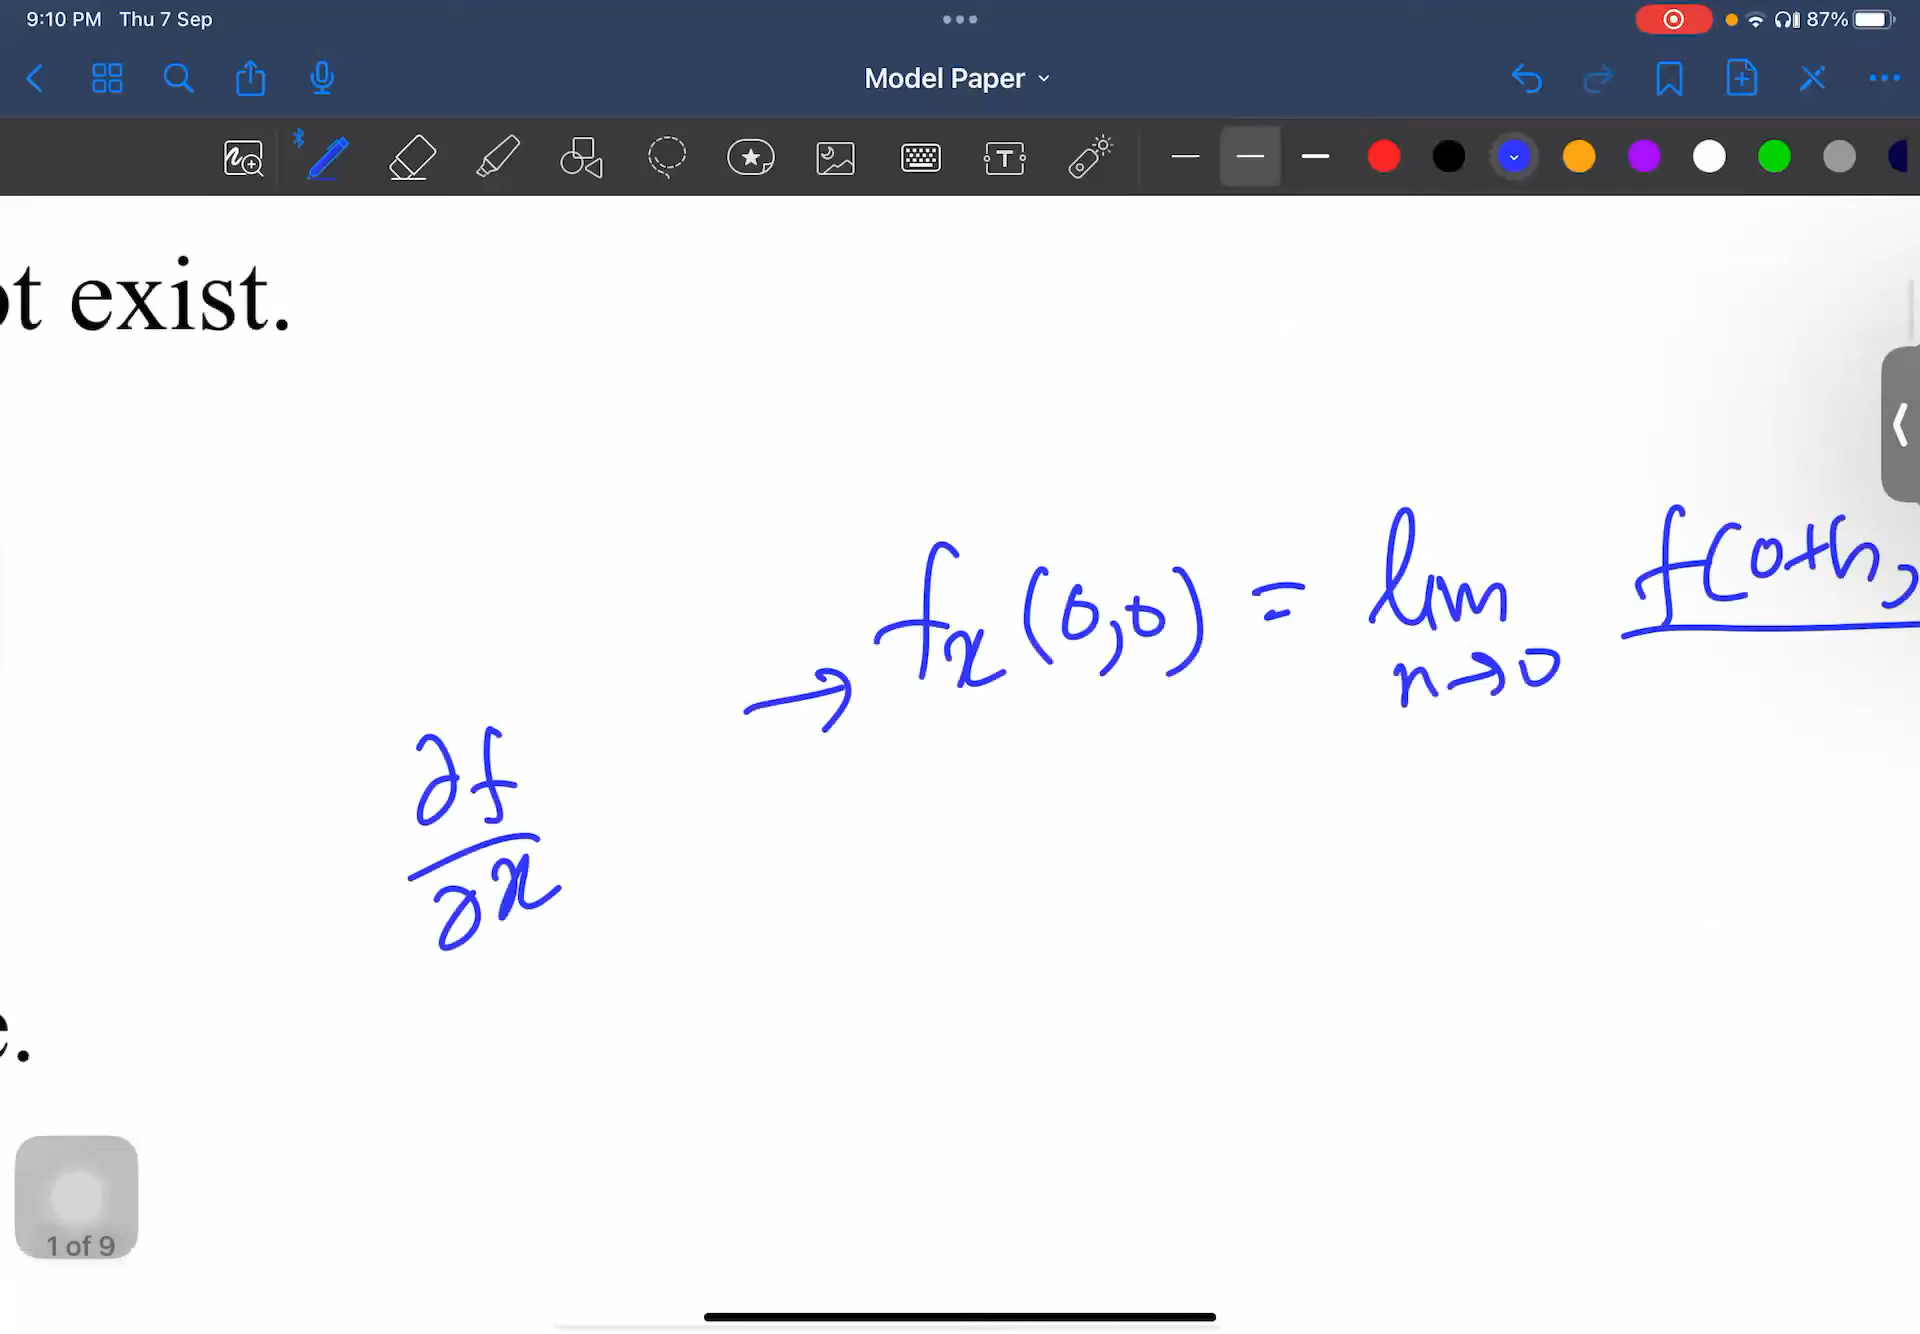 9:10 PM Thu 7 Sep
87%
Model Paper
T
ot exist.
→ fx (0,0) = lim f(0+h,
n→0
∂f
∂x
e.
1 of 9